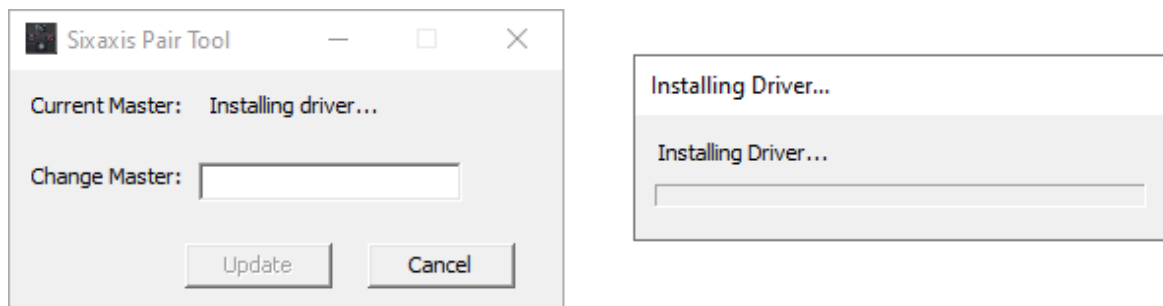 Sixaxis Pair Tool
Current Master: Installing driver...
Change Master:
Update Cancel
Installing Driver...
Installing Driver...